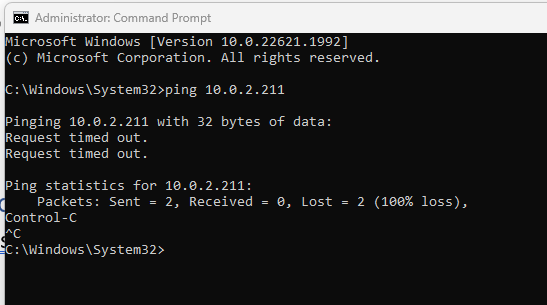 Administrator: Command Prompt
Microsoft Windows [Version 10.0.22621.1992]
(c) Microsoft Corporation. All rights reserved.
C:\Windows\System32>ping 10.0.2.211
Pinging 10.0.2.211 with 32 bytes of data:
Request timed out.
Request timed out.
Ping statistics for 10.0.2.211:
    Packets: Sent = 2, Received = 0, Lost = 2 (100% loss),
Control-C
^C
C:\Windows\System32>